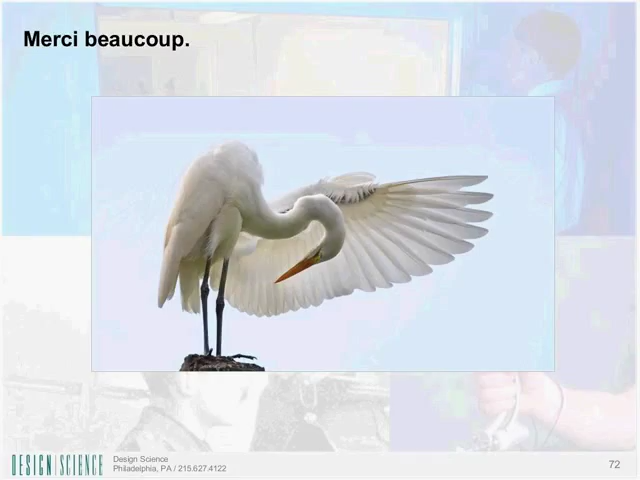 Merci beaucoup.
DESIGN SCIENCE
Design Science
Philadelphia, PA / 215.627.4122
72